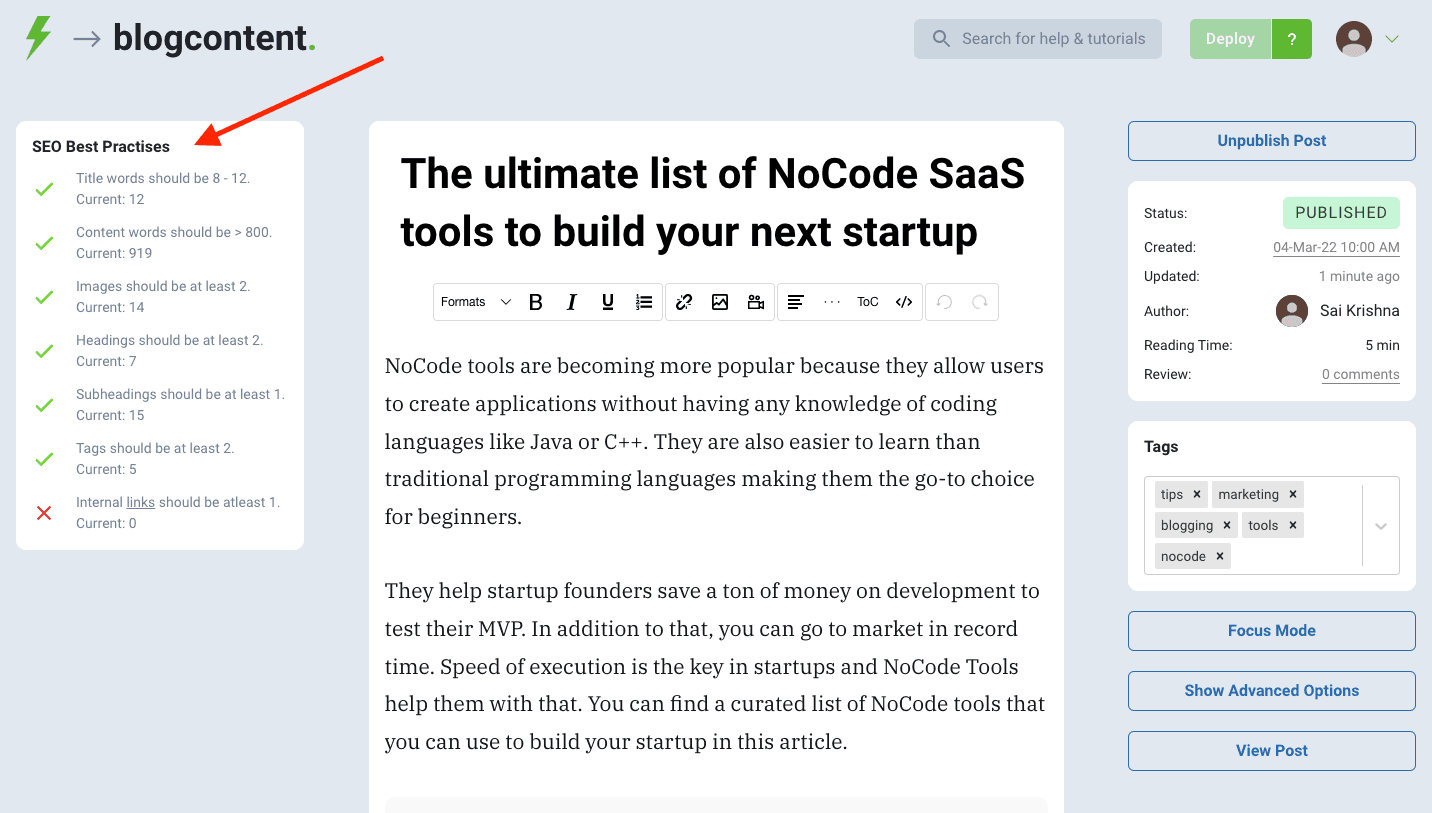 blogcontent.
Search for help & tutorials
Deploy
?
SEO Best Practises
Title words should be 8 - 12.
Current: 12
Content words should be > 800.
Current: 919
Images should be at least 2.
Current: 14
Headings should be at least 2.
Current: 7
Subheadings should be at least 1.
Current: 15
Tags should be at least 2.
Current: 5
Internal links should be atleast 1.
Current: 0
The ultimate list of NoCode SaaS
tools to build your next startup
Formats B I U ToC </>
NoCode tools are becoming more popular because they allow users
to create applications without having any knowledge of coding
languages like Java or C++. They are also easier to learn than
traditional programming languages making them the go-to choice
for beginners.
They help startup founders save a ton of money on development to
test their MVP. In addition to that, you can go to market in record
time. Speed of execution is the key in startups and NoCode Tools
help them with that. You can find a curated list of NoCode tools that
you can use to build your startup in this article.
Unpublish Post
Status: PUBLISHED
Created: 04-Mar-22 10:00 AM
Updated: 1 minute ago
Author: Sai Krishna
Reading Time: 5 min
Review: 0 comments
Tags
tips × marketing ×
blogging × tools ×
nocode ×
Focus Mode
Show Advanced Options
View Post